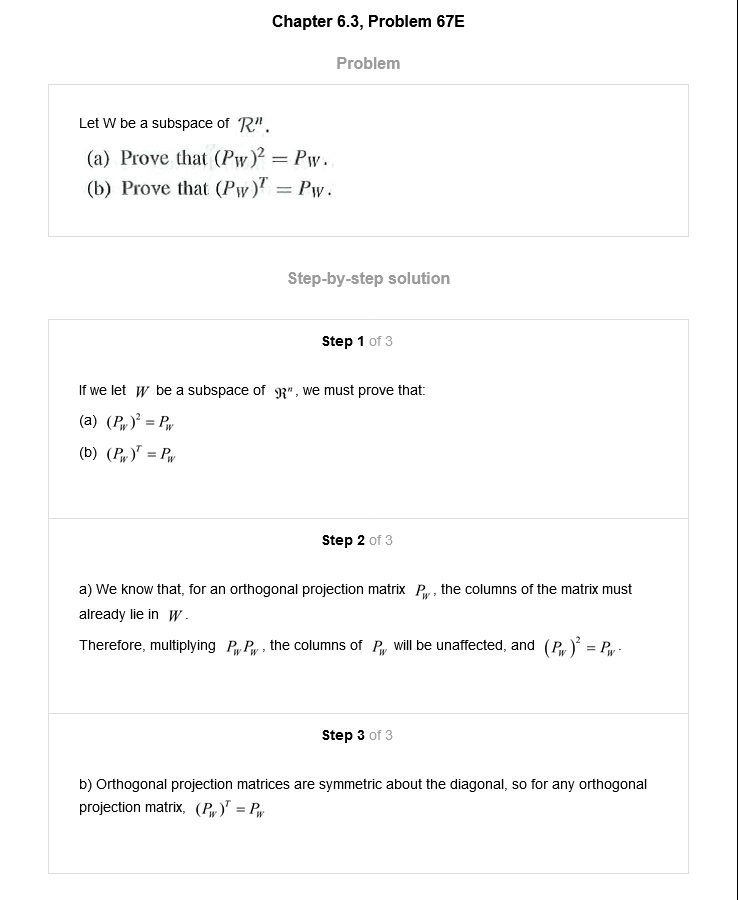 Chapter 6.3, Problem 67E
Problem
Let W be a subspace of 𝓡ⁿ.
(a) Prove that (P_W)² = P_W.
(b) Prove that (P_W)ᵀ = P_W.
Step-by-step solution
Step 1 of 3
If we let W be a subspace of ℜⁿ, we must prove that:
(a) (P_W)² = P_W
(b) (P_W)ᵀ = P_W
Step 2 of 3
a) We know that, for an orthogonal projection matrix P_W, the columns of the matrix must
already lie in W.
Therefore, multiplying P_W P_W, the columns of P_W will be unaffected, and (P_W)² = P_W.
Step 3 of 3
b) Orthogonal projection matrices are symmetric about the diagonal, so for any orthogonal
projection matrix, (P_W)ᵀ = P_W